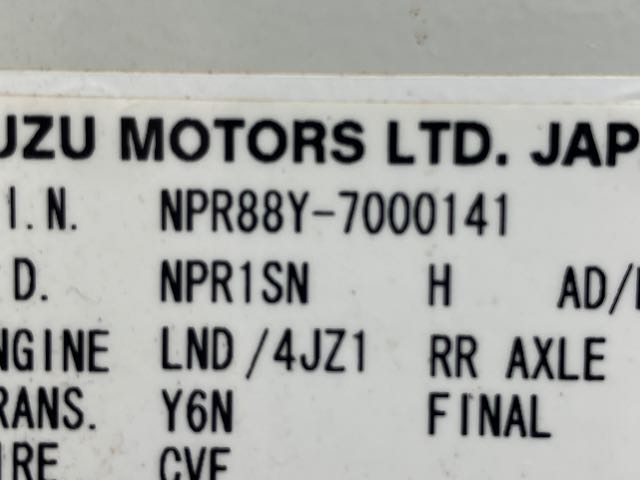 UZU MOTORS LTD. JAP
I.N. NPR88Y-7000141
D. NPR1SN H AD/
NGINE LND/4JZ1 RR AXLE
RANS. Y6N FINAL
IRE CVF